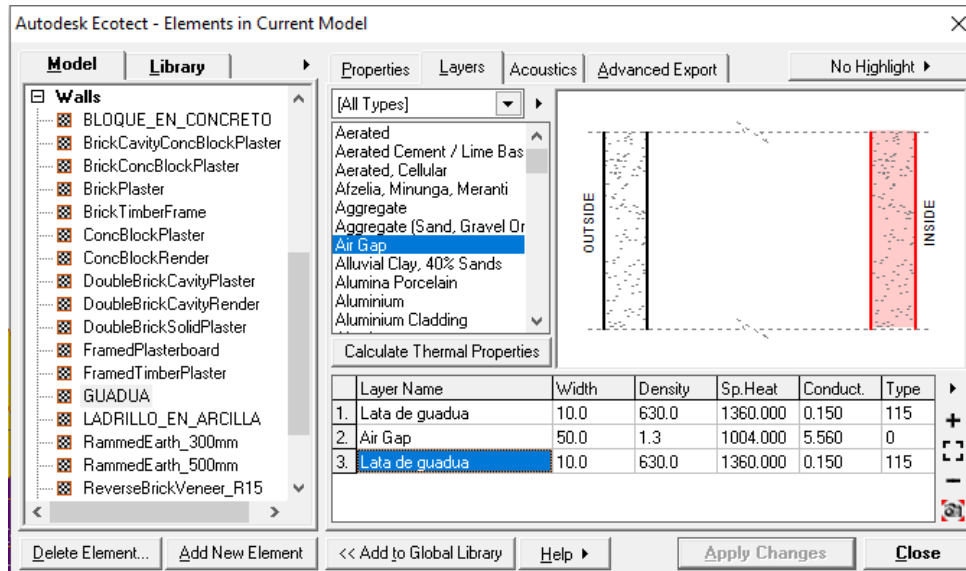 Autodesk Ecotect - Elements in Current Model
Model
Library
Walls
BLOQUE_EN_CONCRETO
BrickCavityConcBlockPlaster
BrickConcBlockPlaster
BrickPlaster
BrickTimberFrame
ConcBlockPlaster
ConcBlockRender
DoubleBrickCavityPlaster
DoubleBrickCavityRender
DoubleBrickSolidPlaster
FramedPlasterboard
FramedTimberPlaster
GUADUA
LADRILLO_EN_ARCILLA
RammedEarth_300mm
RammedEarth_500mm
ReverseBrickVeneer_R15
Delete Element...
Add New Element
Properties
Layers
Acoustics
Advanced Export
No Highlight
[All Types]
Aerated
Aerated Cement / Lime Bas
Aerated, Cellular
Afzelia, Minunga, Meranti
Aggregate
Aggregate (Sand, Gravel Or
Air Gap
Alluvial Clay, 40% Sands
Alumina Porcelain
Aluminium
Aluminium Cladding
Calculate Thermal Properties
OUTSIDE
INSIDE
Layer Name Width Density Sp.Heat Conduct. Type
1. Lata de guadua 10.0 630.0 1360.000 0.150 115
2. Air Gap 50.0 1.3 1004.000 5.560 0
3. Lata de guadua 10.0 630.0 1360.000 0.150 115
<< Add to Global Library
Help
Apply Changes
Close